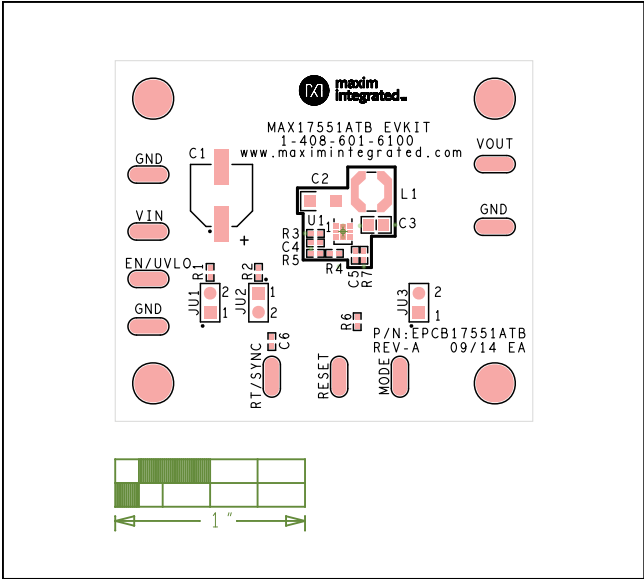 maxim
integrated™
MAX17551ATB EVKIT
1-408-601-6100
www.maximintegrated.com
C1
GND
VIN
EN/UVLO
GND
+
C2
L1
U1
1
C3
R3
C4
R5
R4
C5
R7
VOUT
GND
R1
R2
JU1
2
1
JU2
1
2
JU3
2
1
R6
C6
P/N:EPCB17551ATB
REV-A 09/14 EA
RT/SYNC
RESET
MODE
1 "